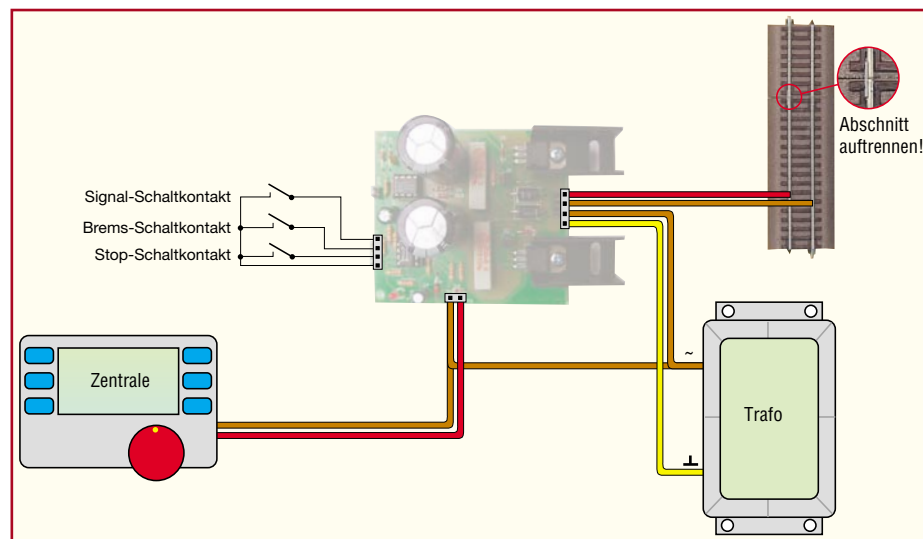 Abschnitt
auftrennen!
Signal-Schaltkontakt
Brems-Schaltkontakt
Stop-Schaltkontakt
~
Zentrale
Trafo